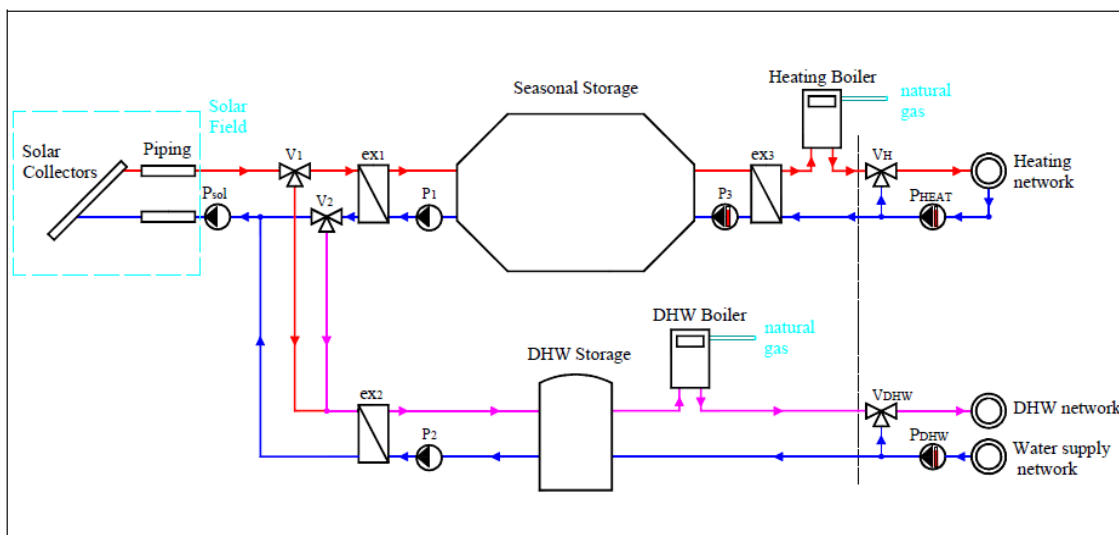 Heating Boiler
natural
gas
Seasonal Storage
Solar
Field
Solar
Collectors
Piping
V1
ex1
ex3
VH
Heating
network
Psol
V2
P1
P3
PHEAT
DHW Boiler
natural
gas
DHW Storage
ex2
VDHW
DHW network
P2
PDHW
Water supply
network